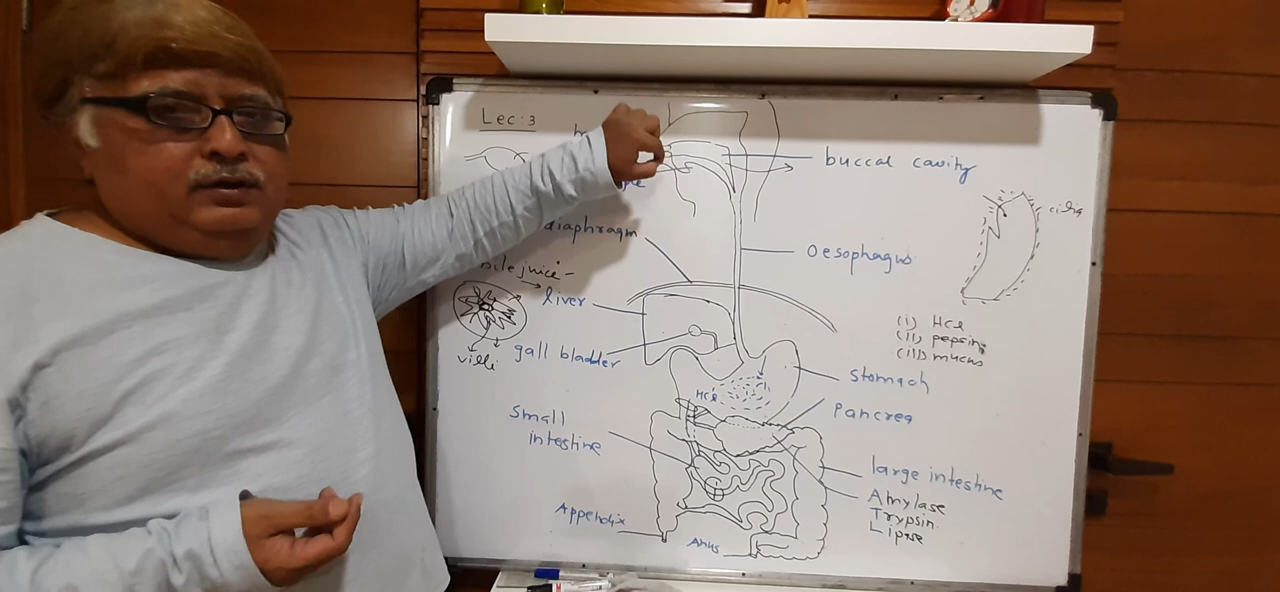 Lec: 3
buccal cavity
cilia
diaphragm
Oesophagus
bile juice
liver
(i) HCl
(ii) pepsin
(iii) mucus
gall bladder
villi
stomach
HCl
Pancrea
small
intestine
large intestine
Amylase
Trypsin
Lipase
Appendix
Anus